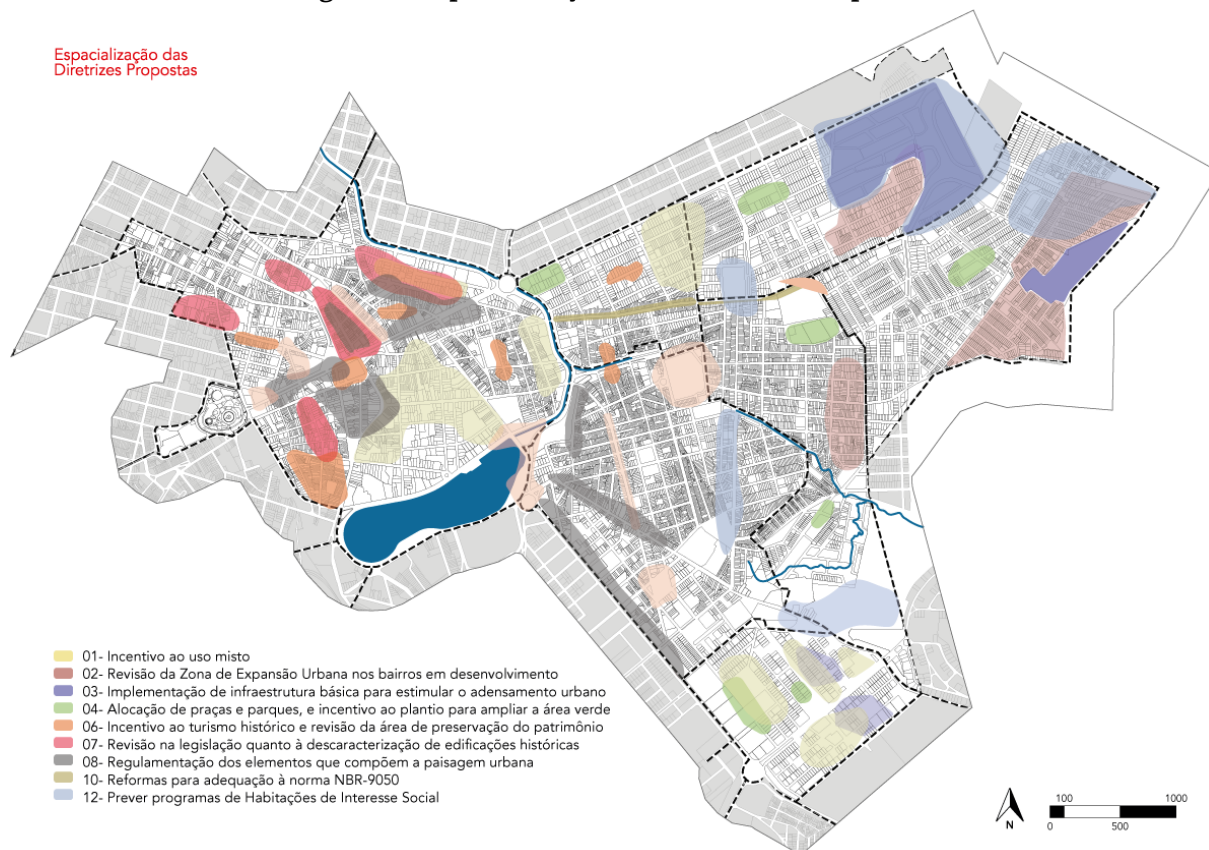 Espacialização das
Diretrizes Propostas
01- Incentivo ao uso misto
02- Revisão da Zona de Expansão Urbana nos bairros em desenvolvimento
03- Implementação de infraestrutura básica para estimular o adensamento urbano
04- Alocação de praças e parques, e incentivo ao plantio para ampliar a área verde
06- Incentivo ao turismo histórico e revisão da área de preservação do patrimônio
07- Revisão na legislação quanto à descaracterização de edificações históricas
08- Regulamentação dos elementos que compõem a paisagem urbana
10- Reformas para adequação à norma NBR-9050
12- Prever programas de Habitações de Interesse Social
N
100 1000
0 500